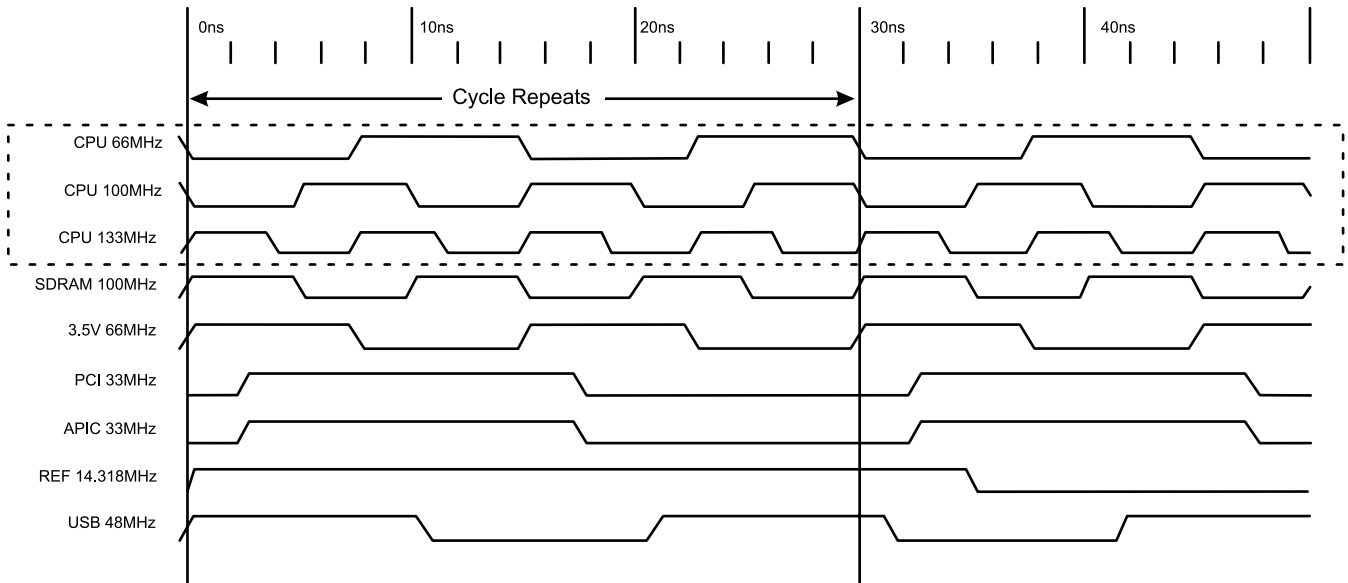 0ns 10ns 20ns 30ns 40ns
Cycle Repeats
CPU 66MHz
CPU 100MHz
CPU 133MHz
SDRAM 100MHz
3.5V 66MHz
PCI 33MHz
APIC 33MHz
REF 14.318MHz
USB 48MHz